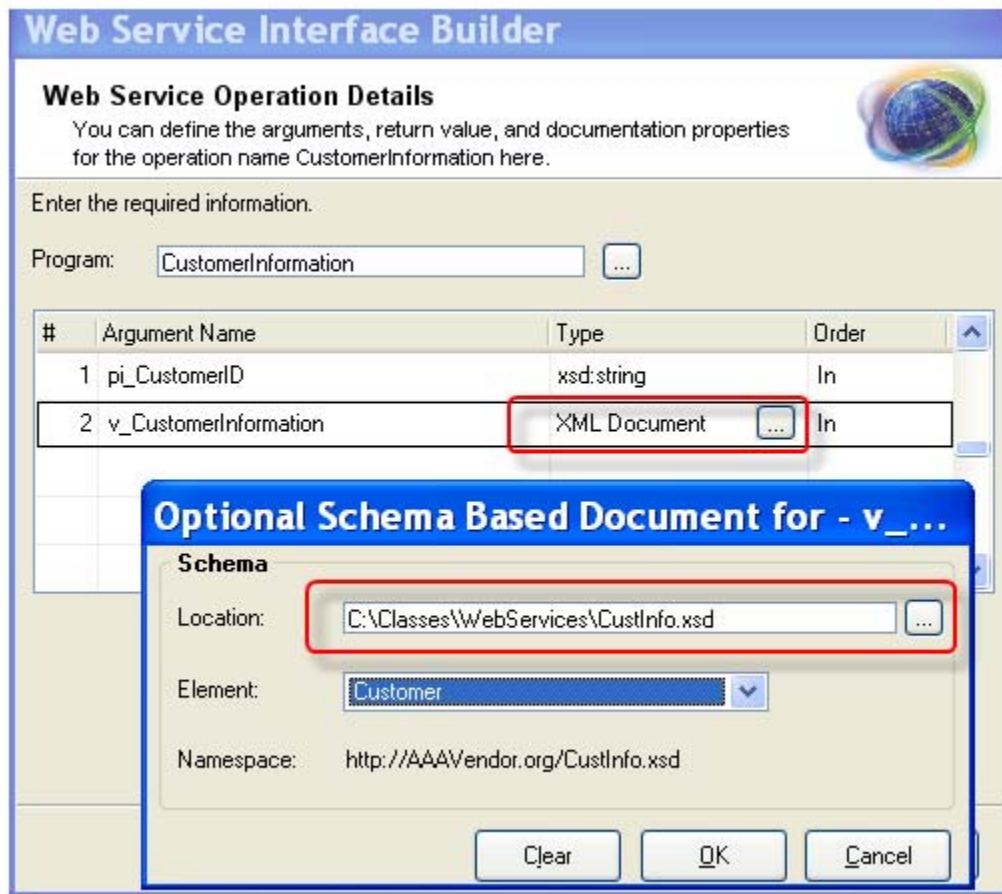 Web Service Interface Builder
Web Service Operation Details
You can define the arguments, return value, and documentation properties
for the operation name CustomerInformation here.
Enter the required information.
Program: CustomerInformation ...
# Argument Name Type Order
1 pi_CustomerID xsd:string In
2 v_CustomerInformation XML Document ... In
Optional Schema Based Document for - v_...
Schema
Location: C:\Classes\WebServices\CustInfo.xsd ...
Element: Customer
Namespace: http://AAAVendor.org/CustInfo.xsd
Clear OK Cancel